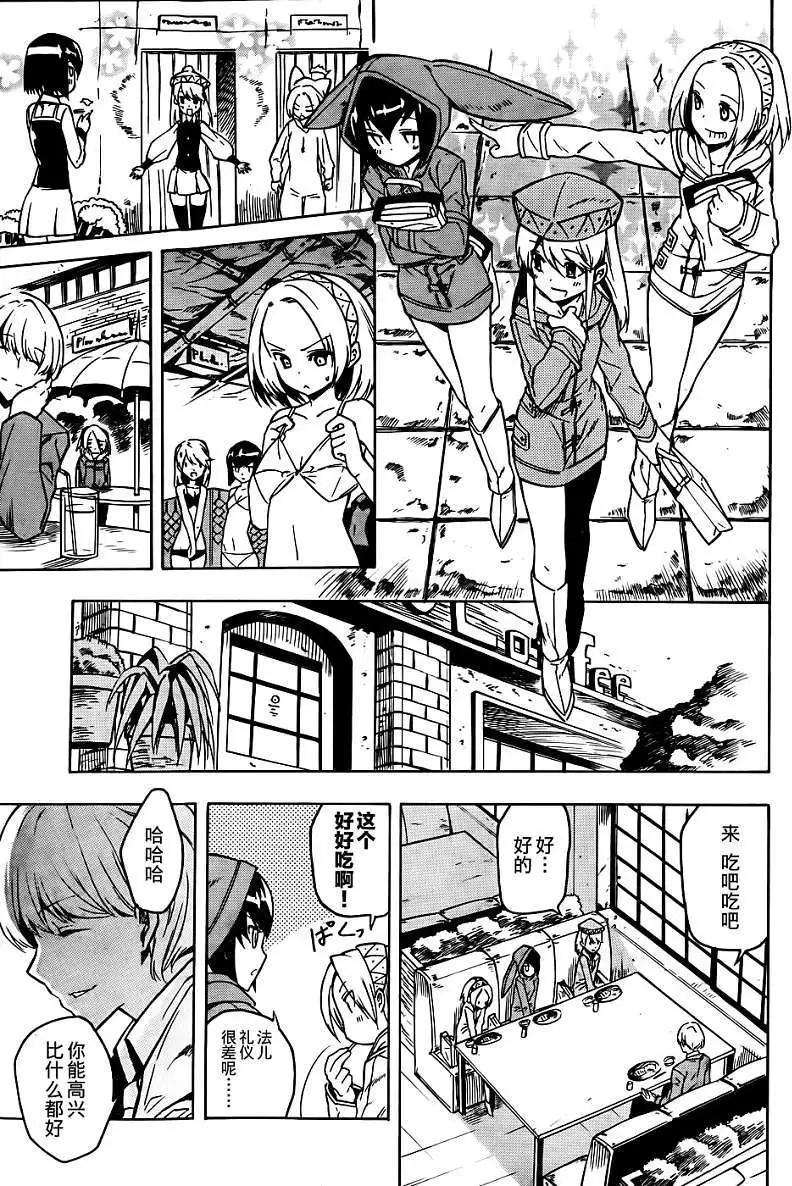 Coffee
来 吃吧吃吧
好…
好的
这个
好好吃啊！
ぱくっ
法儿
礼仪
很差呢……
哈哈哈
你能高兴
比什么都好